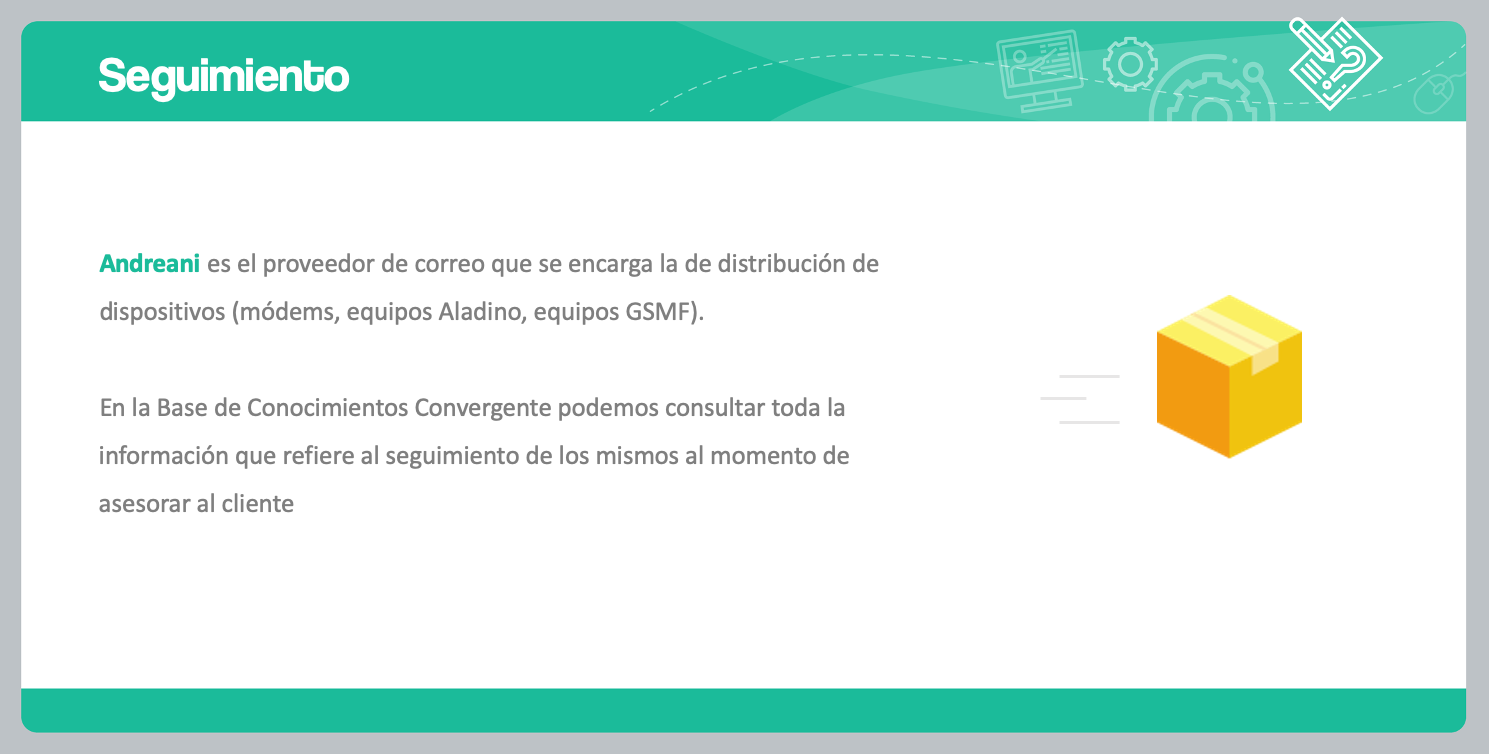 Seguimiento
Andreani es el proveedor de correo que se encarga la de distribución de
dispositivos (módems, equipos Aladino, equipos GSMF).
En la Base de Conocimientos Convergente podemos consultar toda la
información que refiere al seguimiento de los mismos al momento de
asesorar al cliente